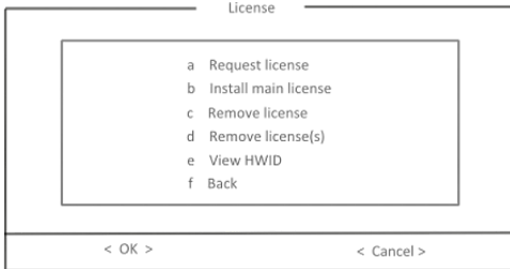 License
a Request license
b Install main license
c Remove license
d Remove license(s)
e View HWID
f Back
< OK > < Cancel >